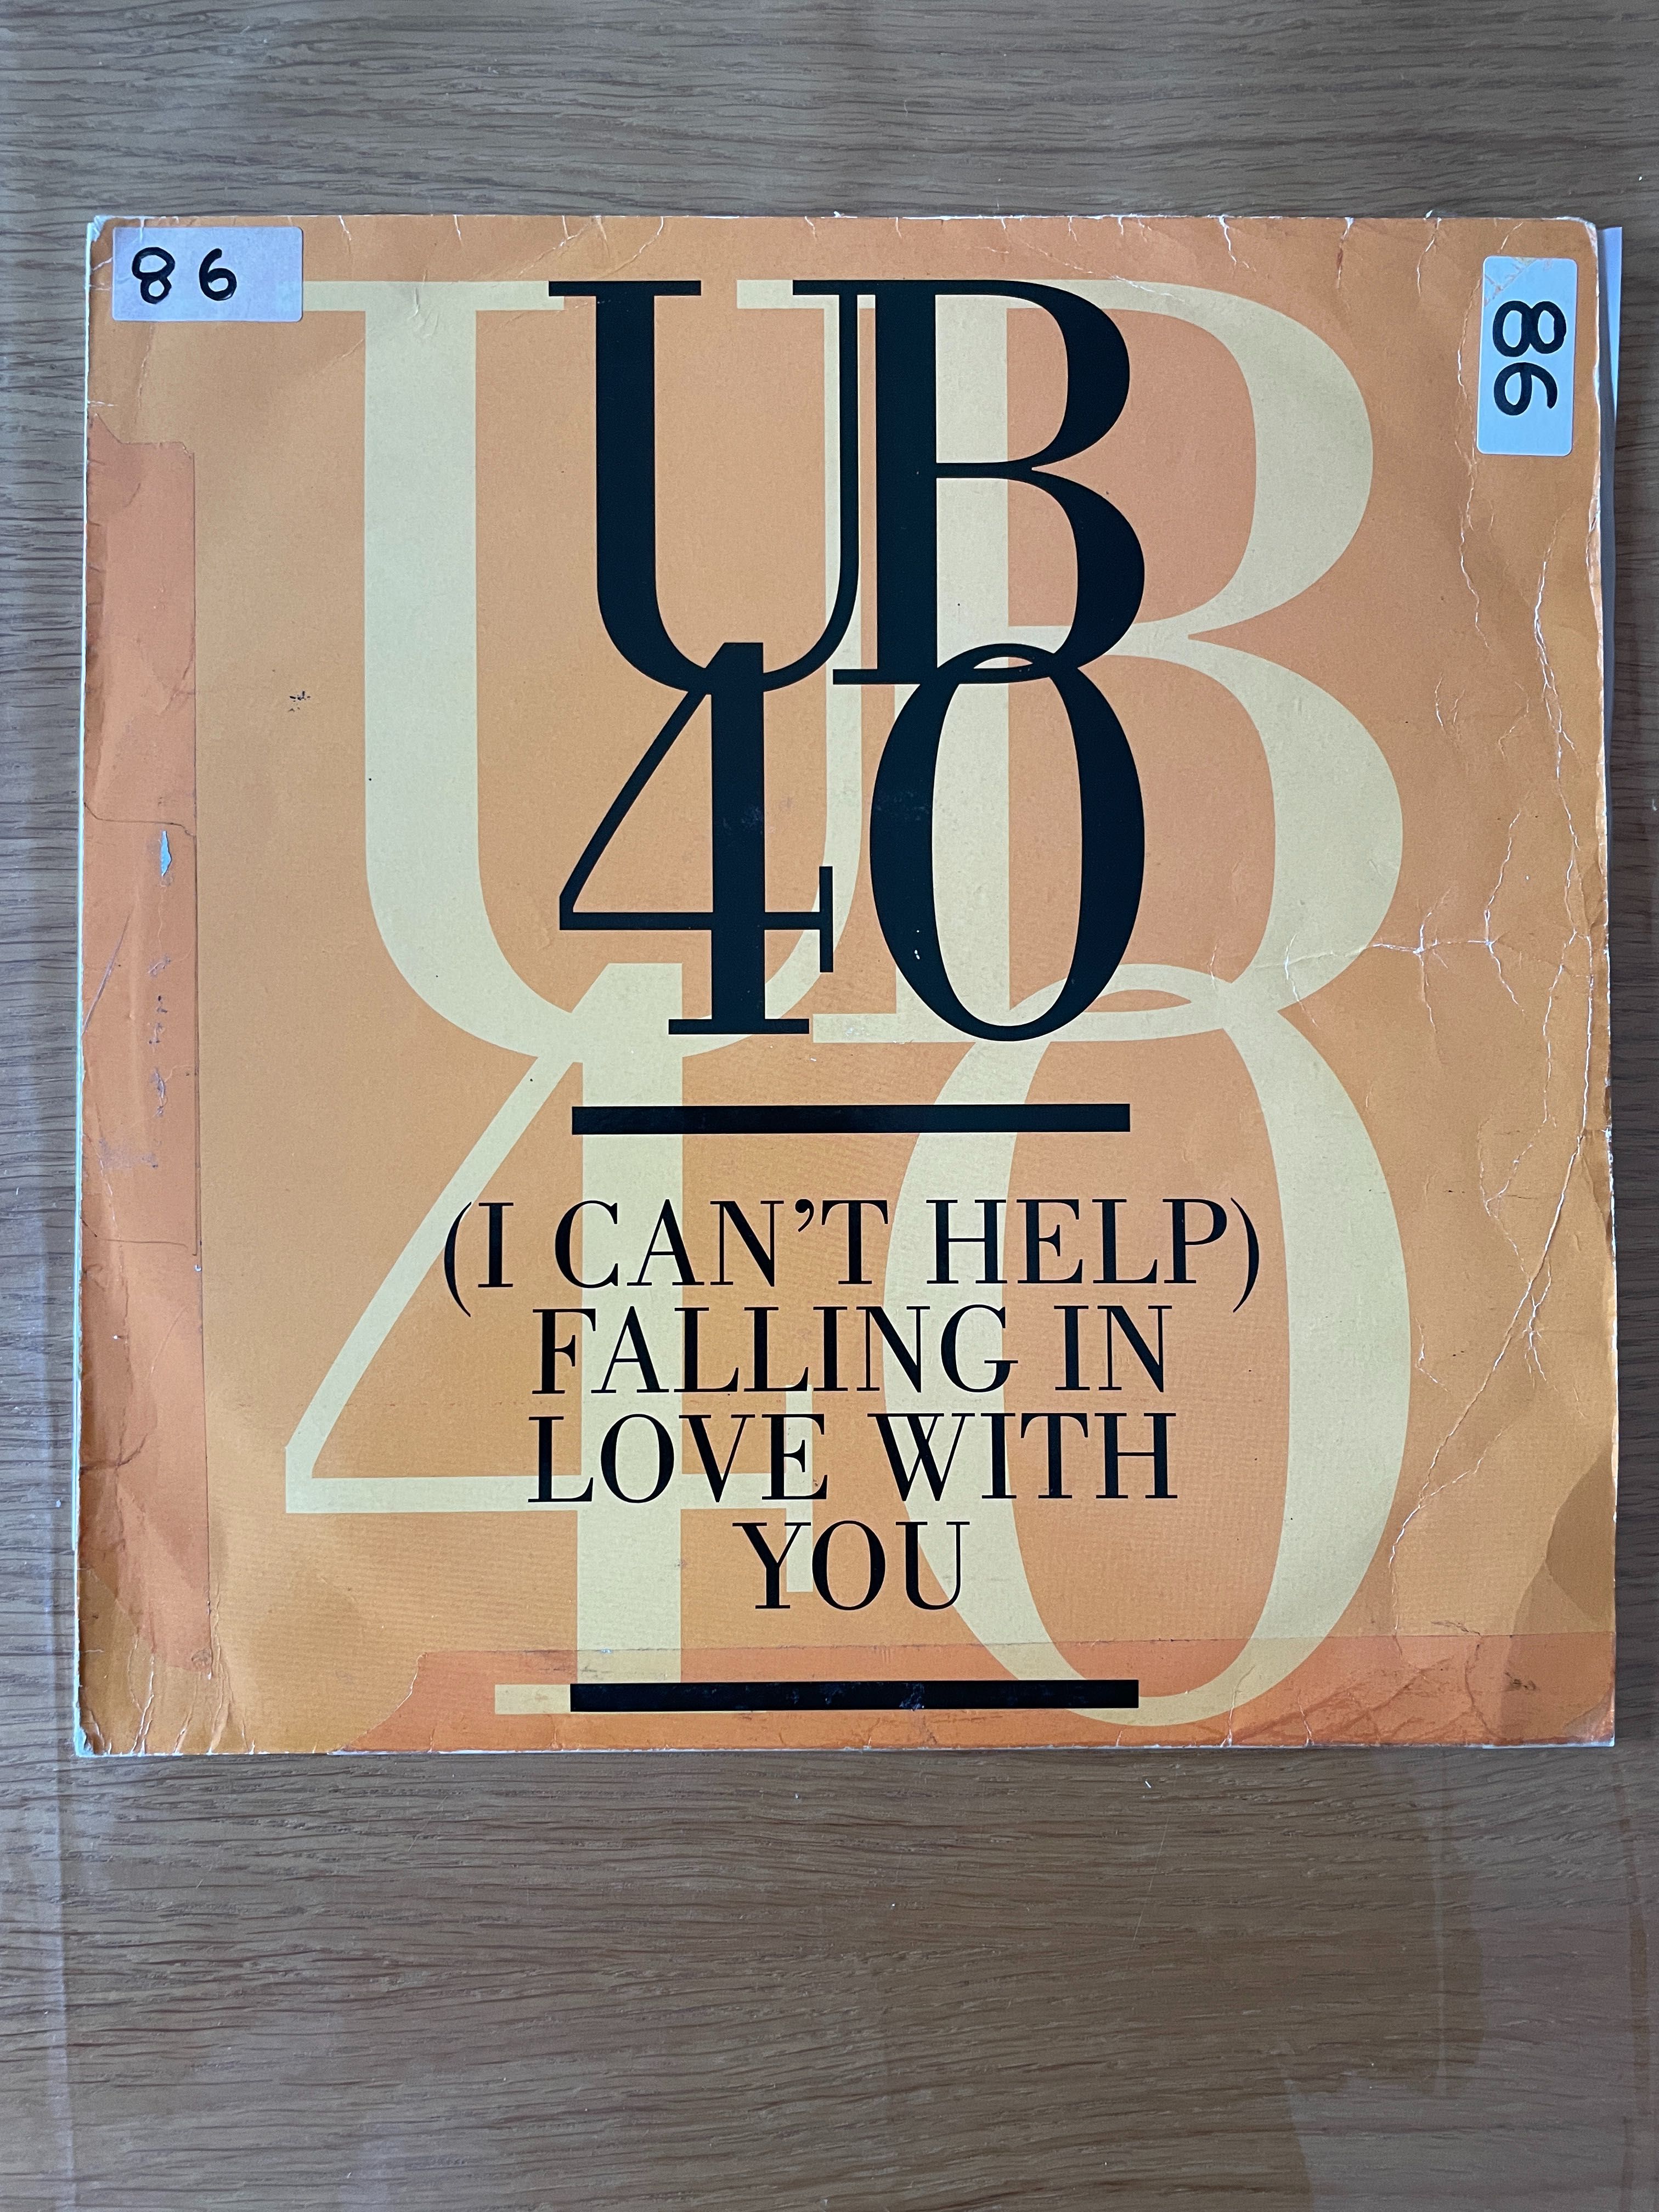 86
86
UB
40
(I CAN'T HELP)
FALLING IN
LOVE WITH
YOU